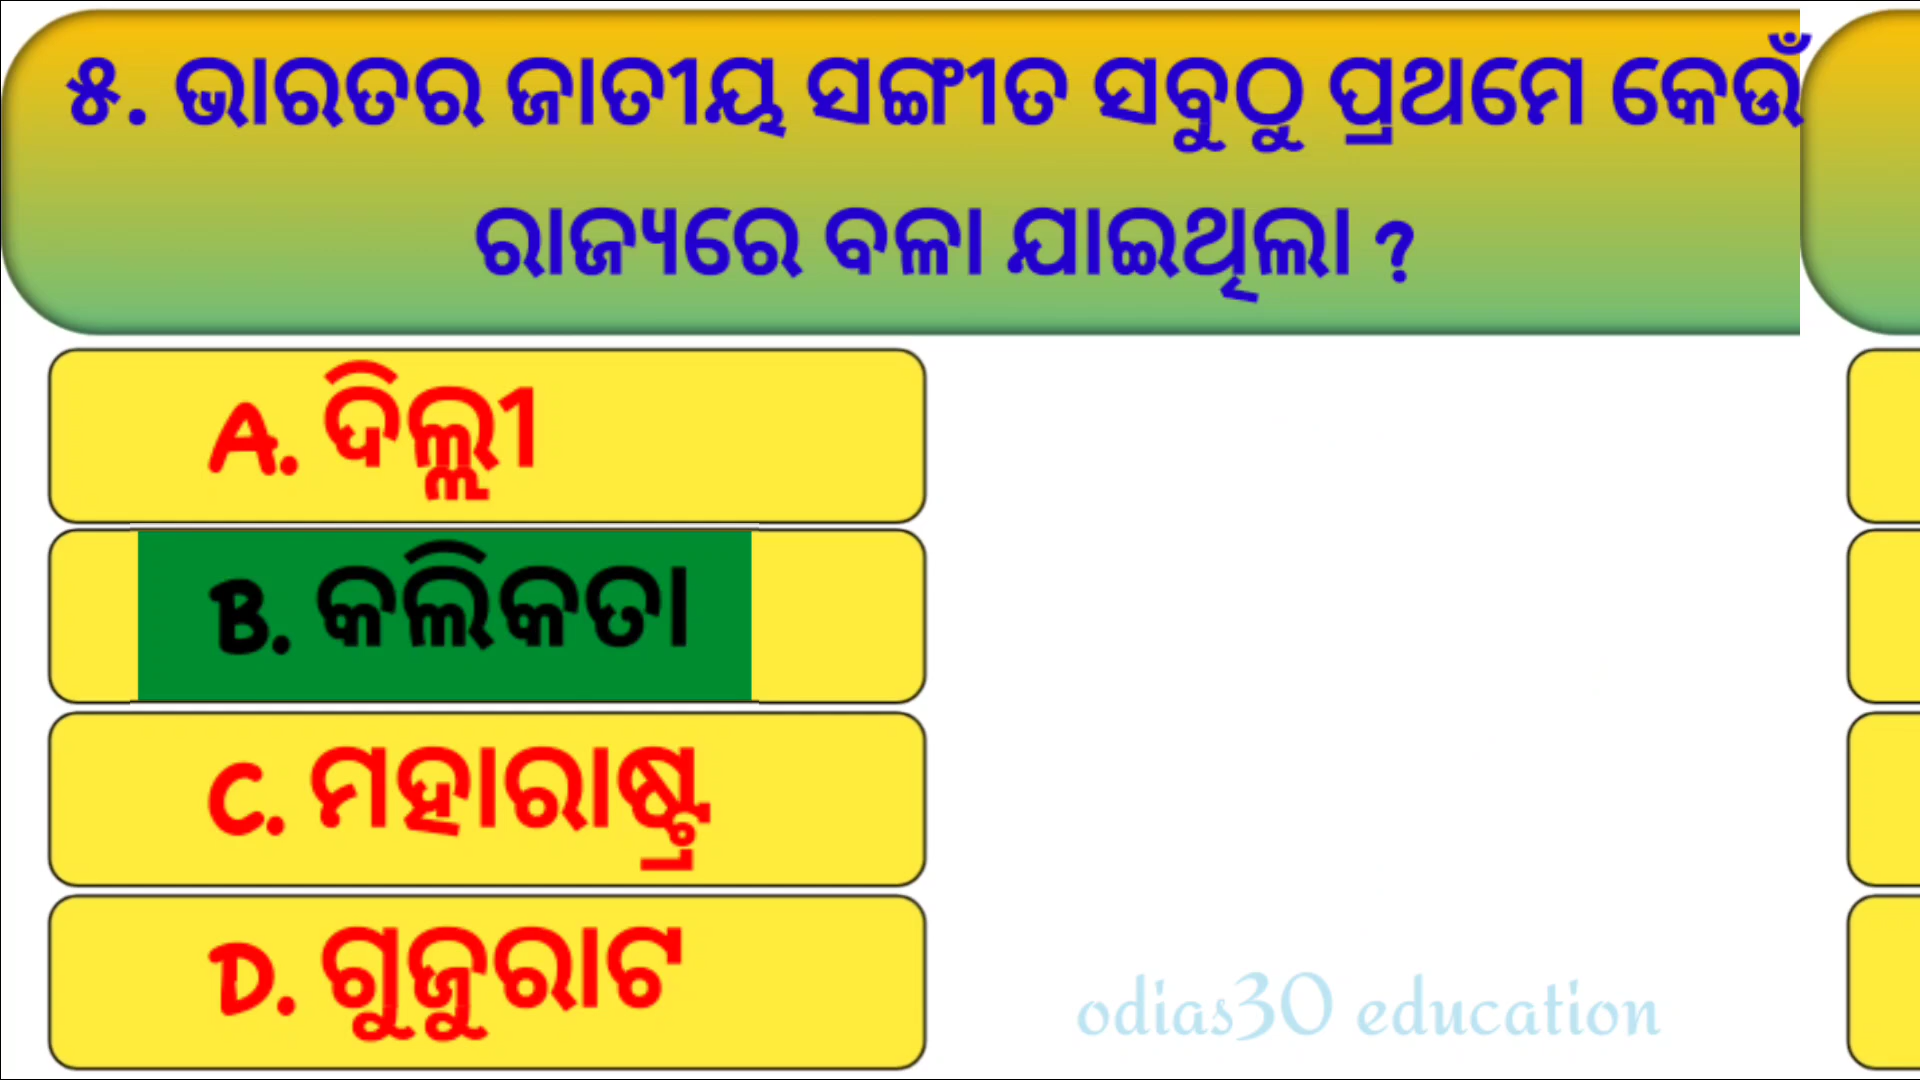 ୫. ଭାରତର ଜାତୀୟ ସଙ୍ଗୀତ ସବୁଠୁ ପ୍ରଥମେ କେଉଁ
ରାଜ୍ୟରେ ବଳା ଯାଇଥିଲା ?
A. ଦିଲ୍ଲୀ
B. କଲିକତା
C. ମହାରାଷ୍ଟ୍ର
D. ଗୁଜୁରାଟ
odias30 education